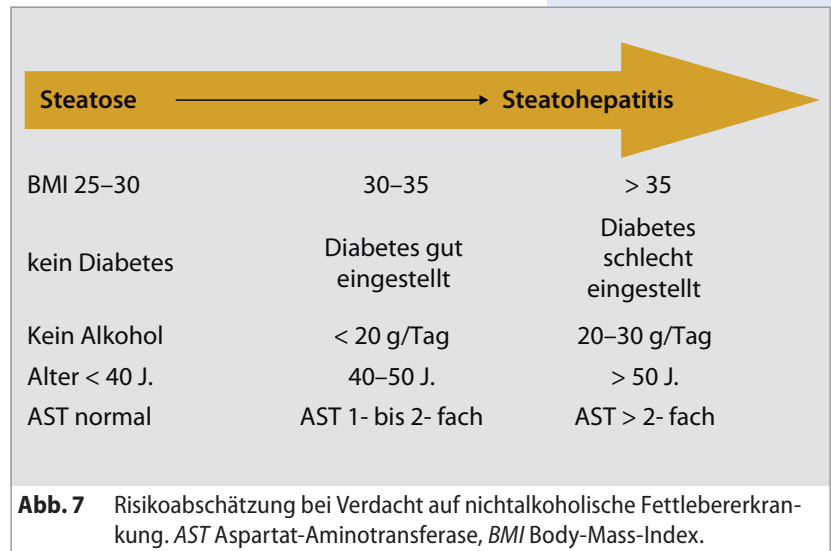 Steatose Steatohepatitis
BMI 25–30 30–35 > 35
kein Diabetes Diabetes gut eingestellt Diabetes schlecht eingestellt
Kein Alkohol < 20 g/Tag 20–30 g/Tag
Alter < 40 J. 40–50 J. > 50 J.
AST normal AST 1- bis 2- fach AST > 2- fach
Abb. 7 Risikoabschätzung bei Verdacht auf nichtalkoholische Fettlebererkran-
kung. AST Aspartat-Aminotransferase, BMI Body-Mass-Index.